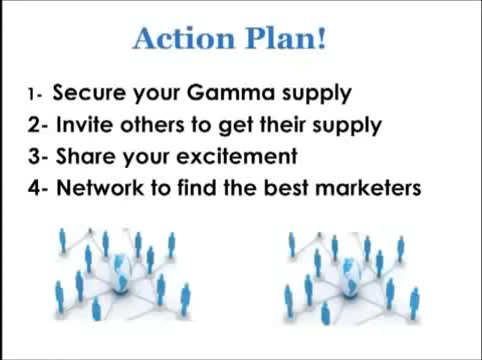 Action Plan!
1- Secure your Gamma supply
2- Invite others to get their supply
3- Share your excitement
4- Network to find the best marketers